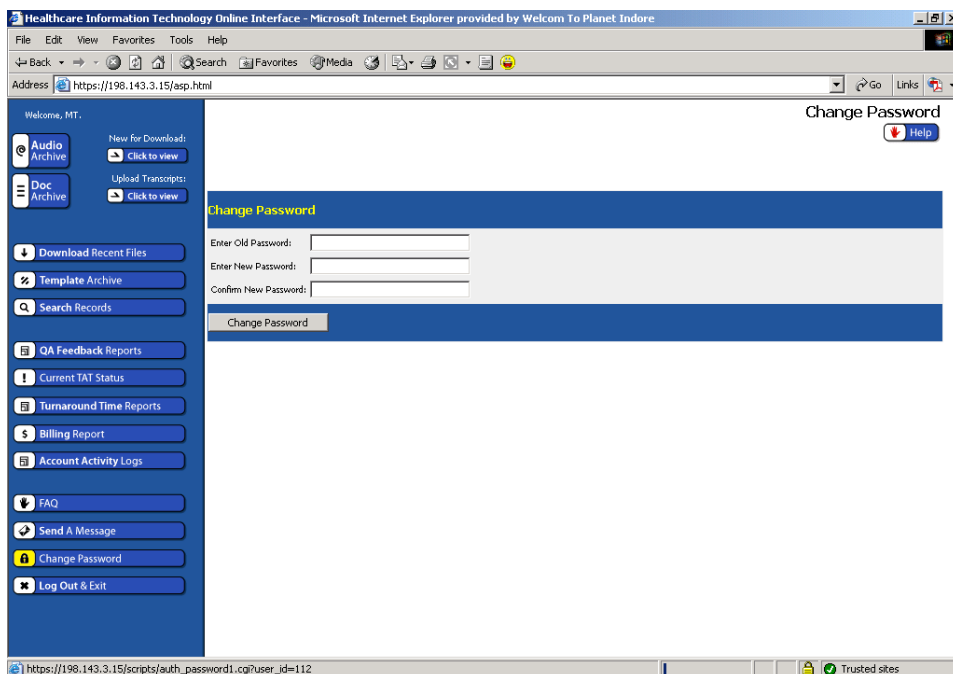 Healthcare Information Technology Online Interface - Microsoft Internet Explorer provided by Welcom To Planet Indore
File Edit View Favorites Tools Help
Back Search Favorites Media
Address https://198.143.3.15/asp.html Go Links
Welcome, MT.
Change Password
Help
Audio Archive
New for Download:
Click to view
Doc Archive
Upload Transcripts:
Click to view
Change Password
Enter Old Password:
Enter New Password:
Confirm New Password:
Change Password
Download Recent Files
Template Archive
Search Records
QA Feedback Reports
Current TAT Status
Turnaround Time Reports
Billing Report
Account Activity Logs
FAQ
Send A Message
Change Password
Log Out & Exit
https://198.143.3.15/scripts/auth_password1.cgi?user_id=112 Trusted sites